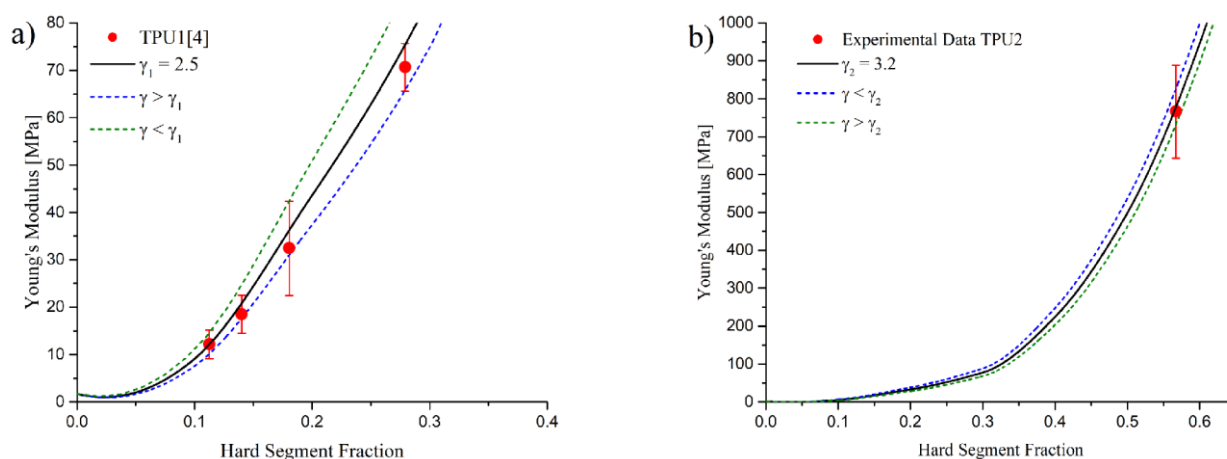 a)
80
70
60
50
40
30
20
10
0
Young's Modulus [MPa]
TPU1[4]
γ₁ = 2.5
γ > γ₁
γ < γ₁
0.0 0.1 0.2 0.3 0.4
Hard Segment Fraction
b)
1000
900
800
700
600
500
400
300
200
100
0
Young's Modulus [MPa]
Experimental Data TPU2
γ₂ = 3.2
γ < γ₂
γ > γ₂
0.0 0.1 0.2 0.3 0.4 0.5 0.6
Hard Segment Fraction